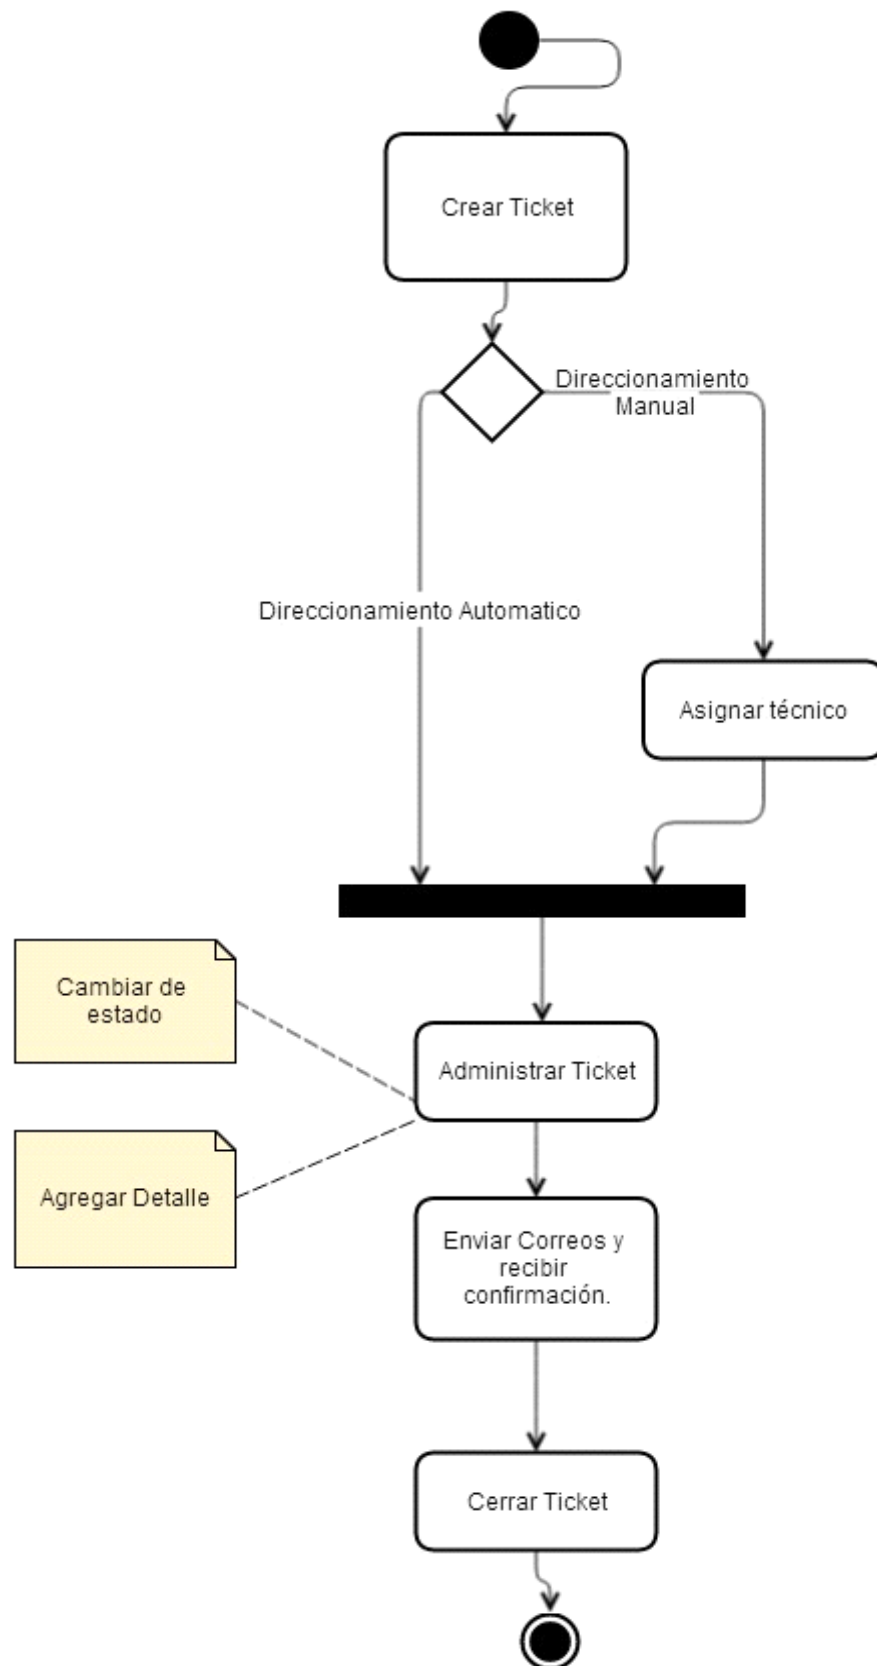 Crear Ticket
Direccionamiento
Manual
Direccionamiento Automatico
Asignar técnico
Cambiar de
estado
Administrar Ticket
Agregar Detalle
Enviar Correos y
recibir
confirmación.
Cerrar Ticket